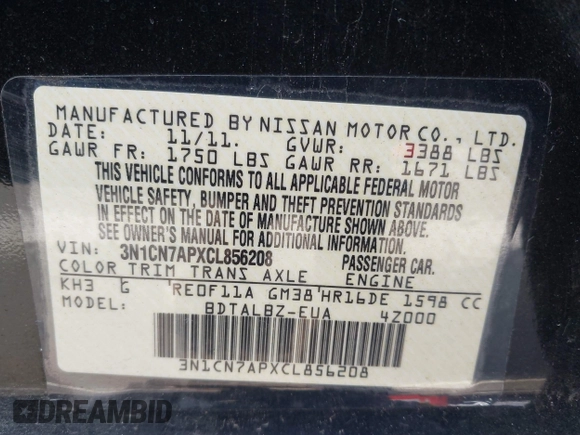 MANUFACTURED BY NISSAN MOTOR CO., LTD.
DATE: 11/11. GVWR: 3388 LBS
GAWR FR: 1750 LBS GAWR RR: 1671 LBS
THIS VEHICLE CONFORMS TO ALL APPLICABLE FEDERAL MOTOR
VEHICLE SAFETY, BUMPER AND THEFT PREVENTION STANDARDS
IN EFFECT ON THE DATE OF MANUFACTURE SHOWN ABOVE.
SEE OWNER'S MANUAL FOR ADDITIONAL INFORMATION.
VIN: 3N1CN7APXCL856208 PASSENGER CAR.
COLOR TRIM TRANS AXLE ENGINE
KH3 G RE0F11A GM38 HR16DE 1598 CC
MODEL: BDTALBZ-EUA 4Z000
3N1CN7APXCL856208
DREAMBID